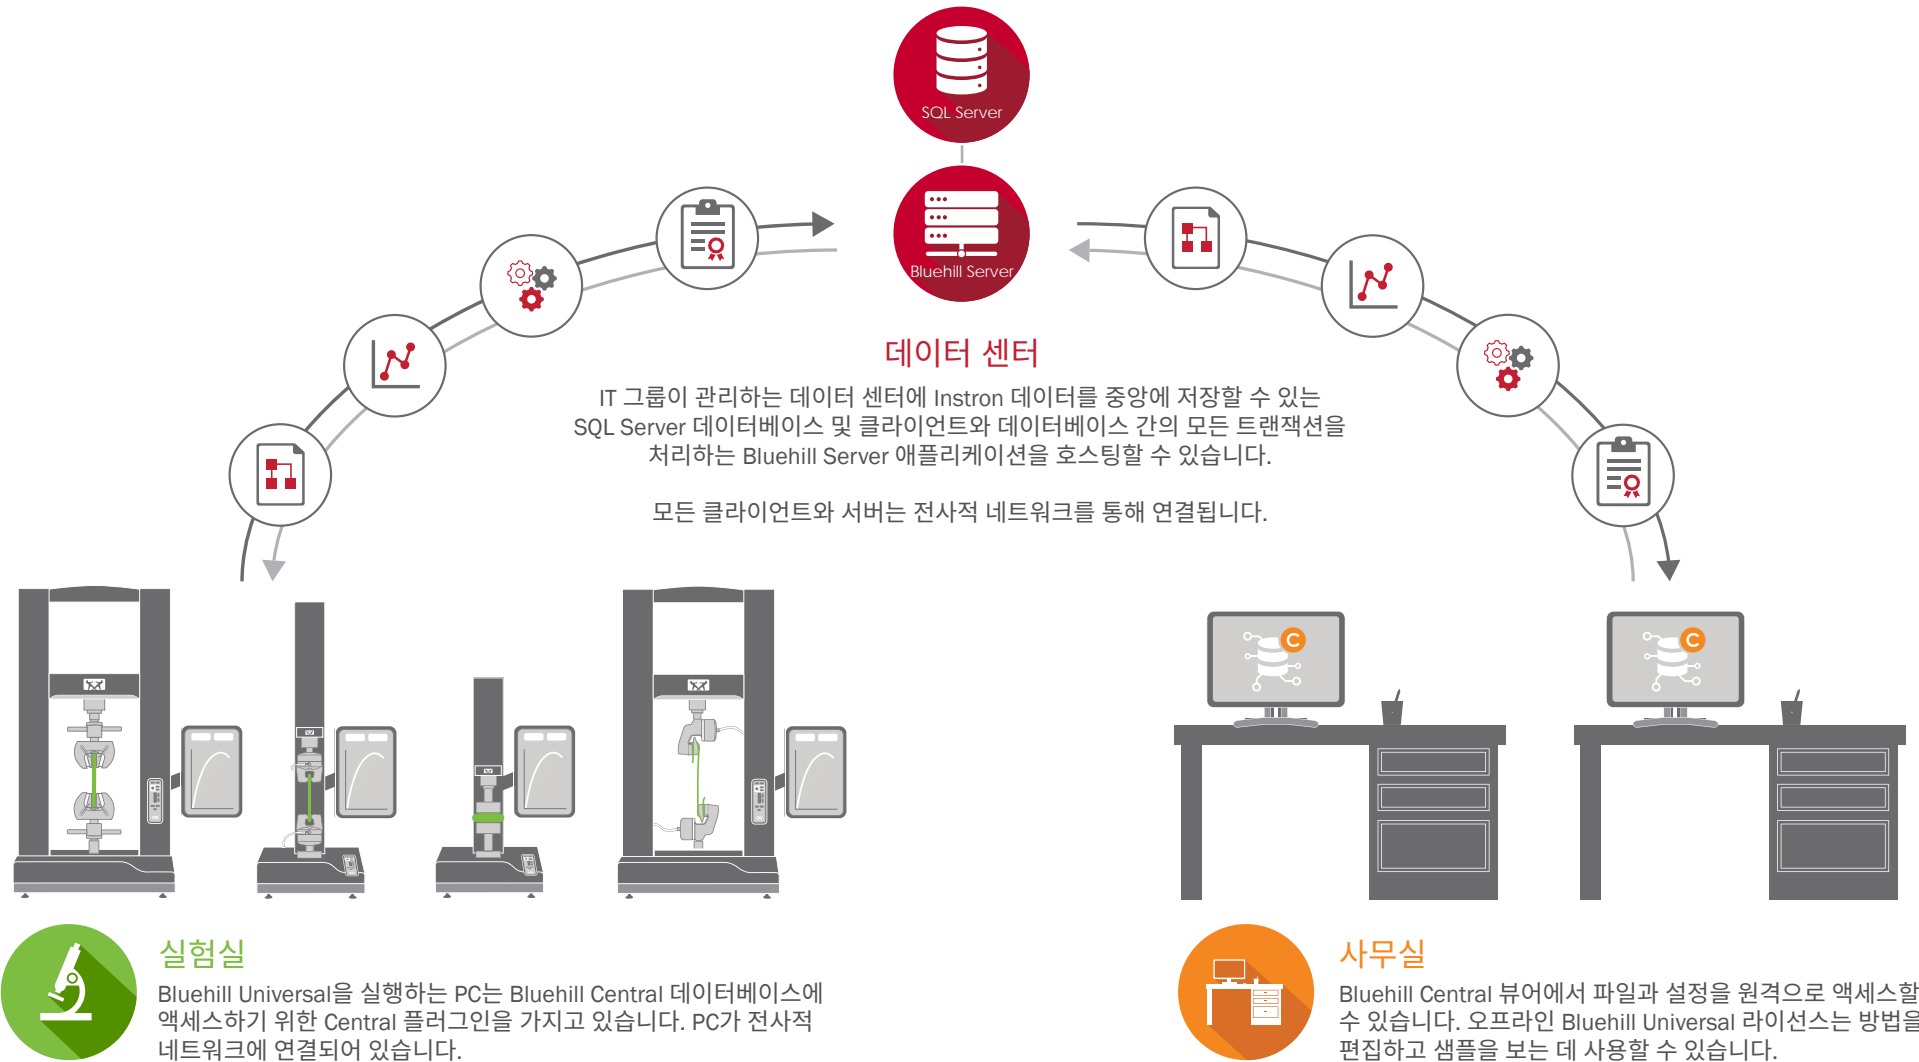 SQL Server
Bluehill Server
데이터 센터
IT 그룹이 관리하는 데이터 센터에 Instron 데이터를 중앙에 저장할 수 있는
SQL Server 데이터베이스 및 클라이언트와 데이터베이스 간의 모든 트랜잭션을
처리하는 Bluehill Server 애플리케이션을 호스팅할 수 있습니다.
모든 클라이언트와 서버는 전사적 네트워크를 통해 연결됩니다.
C
C
실험실
Bluehill Universal을 실행하는 PC는 Bluehill Central 데이터베이스에
액세스하기 위한 Central 플러그인을 가지고 있습니다. PC가 전사적
네트워크에 연결되어 있습니다.
사무실
Bluehill Central 뷰어에서 파일과 설정을 원격으로 액세스할
수 있습니다. 오프라인 Bluehill Universal 라이선스는 방법을
편집하고 샘플을 보는 데 사용할 수 있습니다.